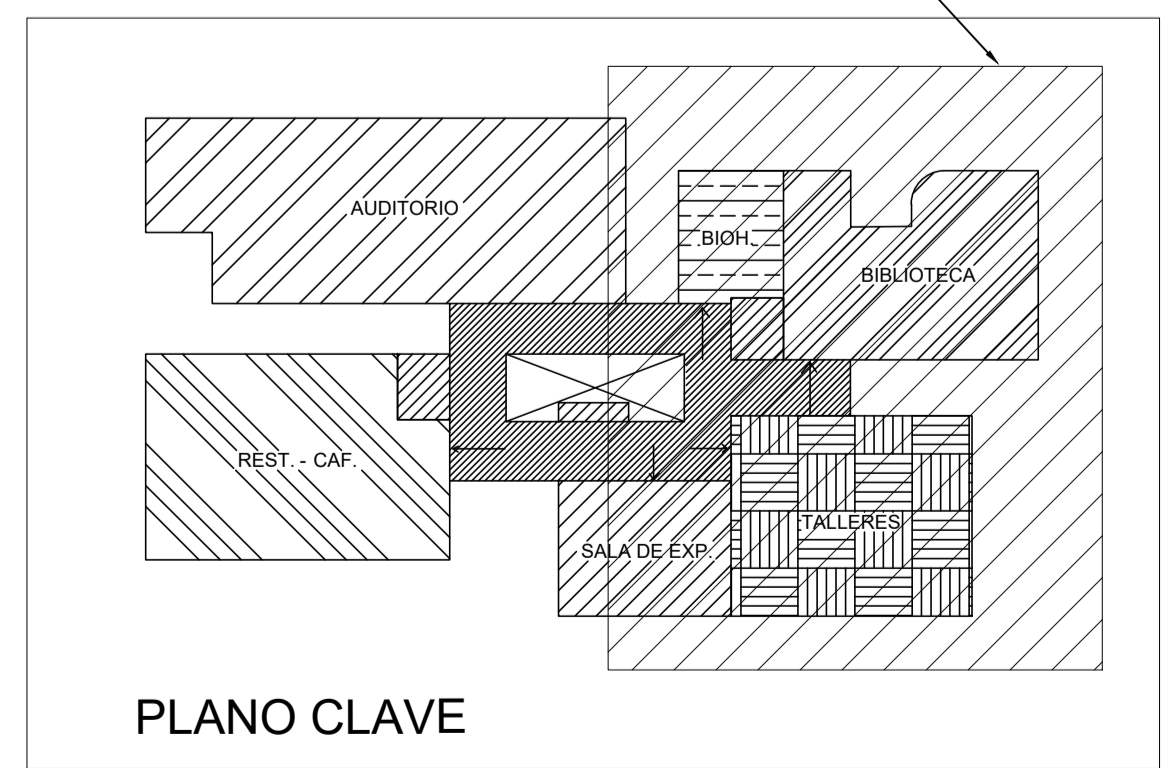 AUDITORIO
BIOH.
BIBLIOTECA
REST. - CAF.
SALA DE EXP.
TALLERES
PLANO CLAVE